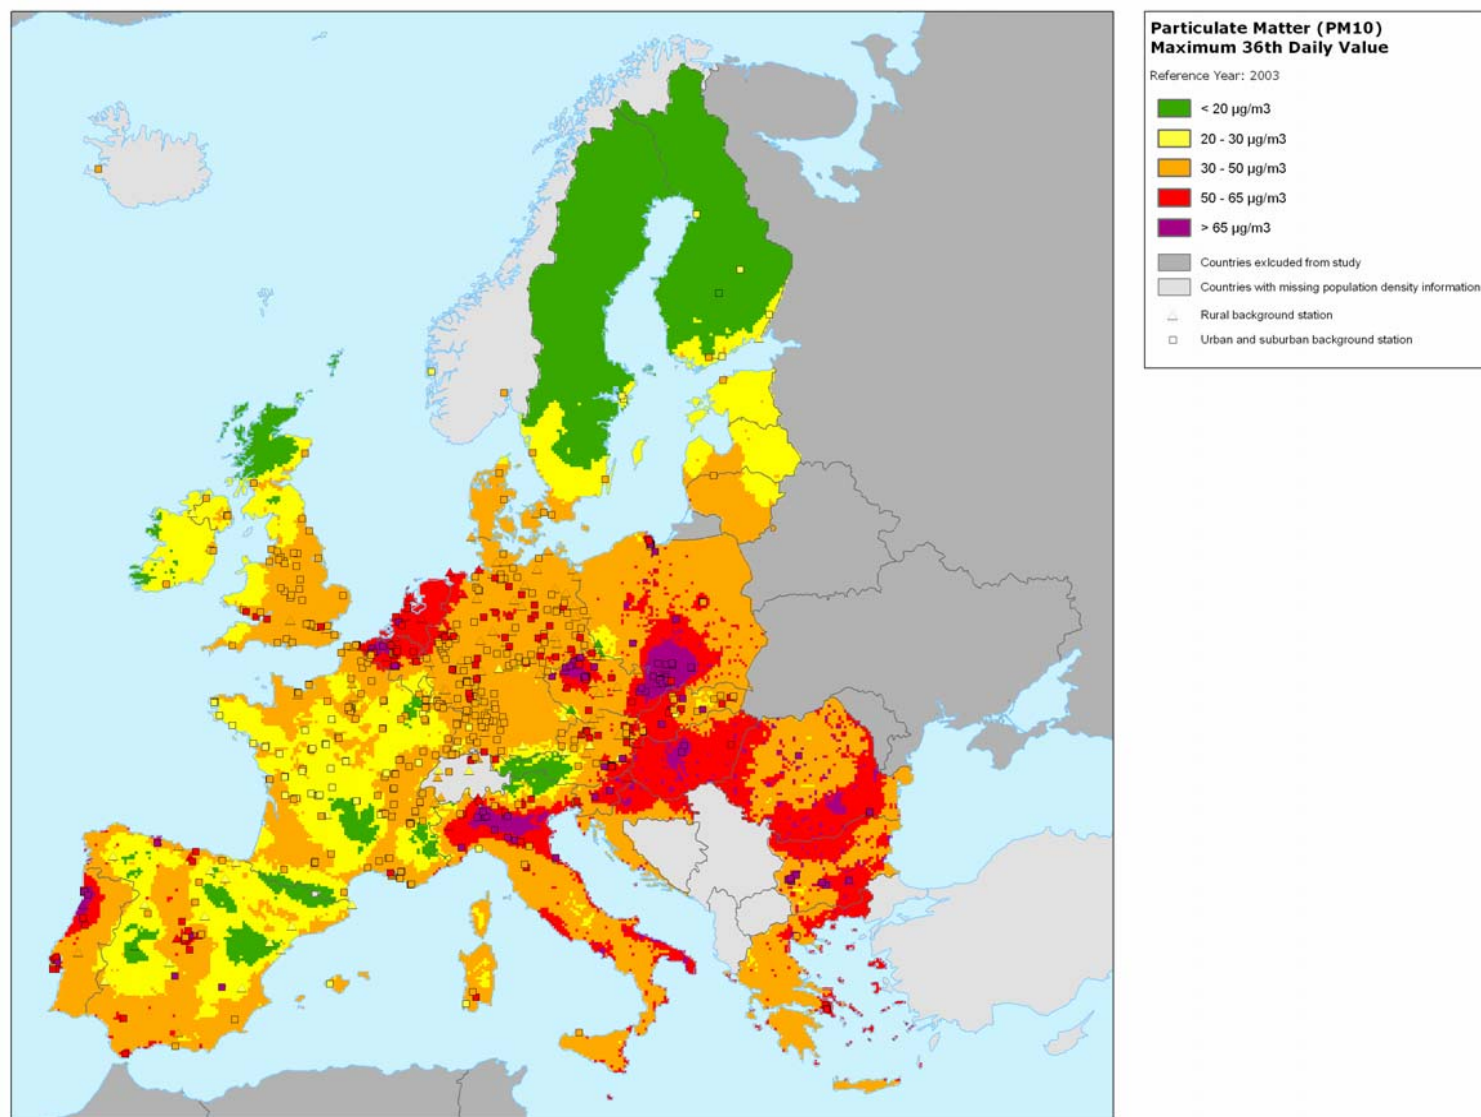 Particulate Matter (PM10)
Maximum 36th Daily Value
Reference Year: 2003
< 20 µg/m3
20 - 30 µg/m3
30 - 50 µg/m3
50 - 65 µg/m3
> 65 µg/m3
Countries exlcuded from study
Countries with missing population density information
Rural background station
Urban and suburban background station